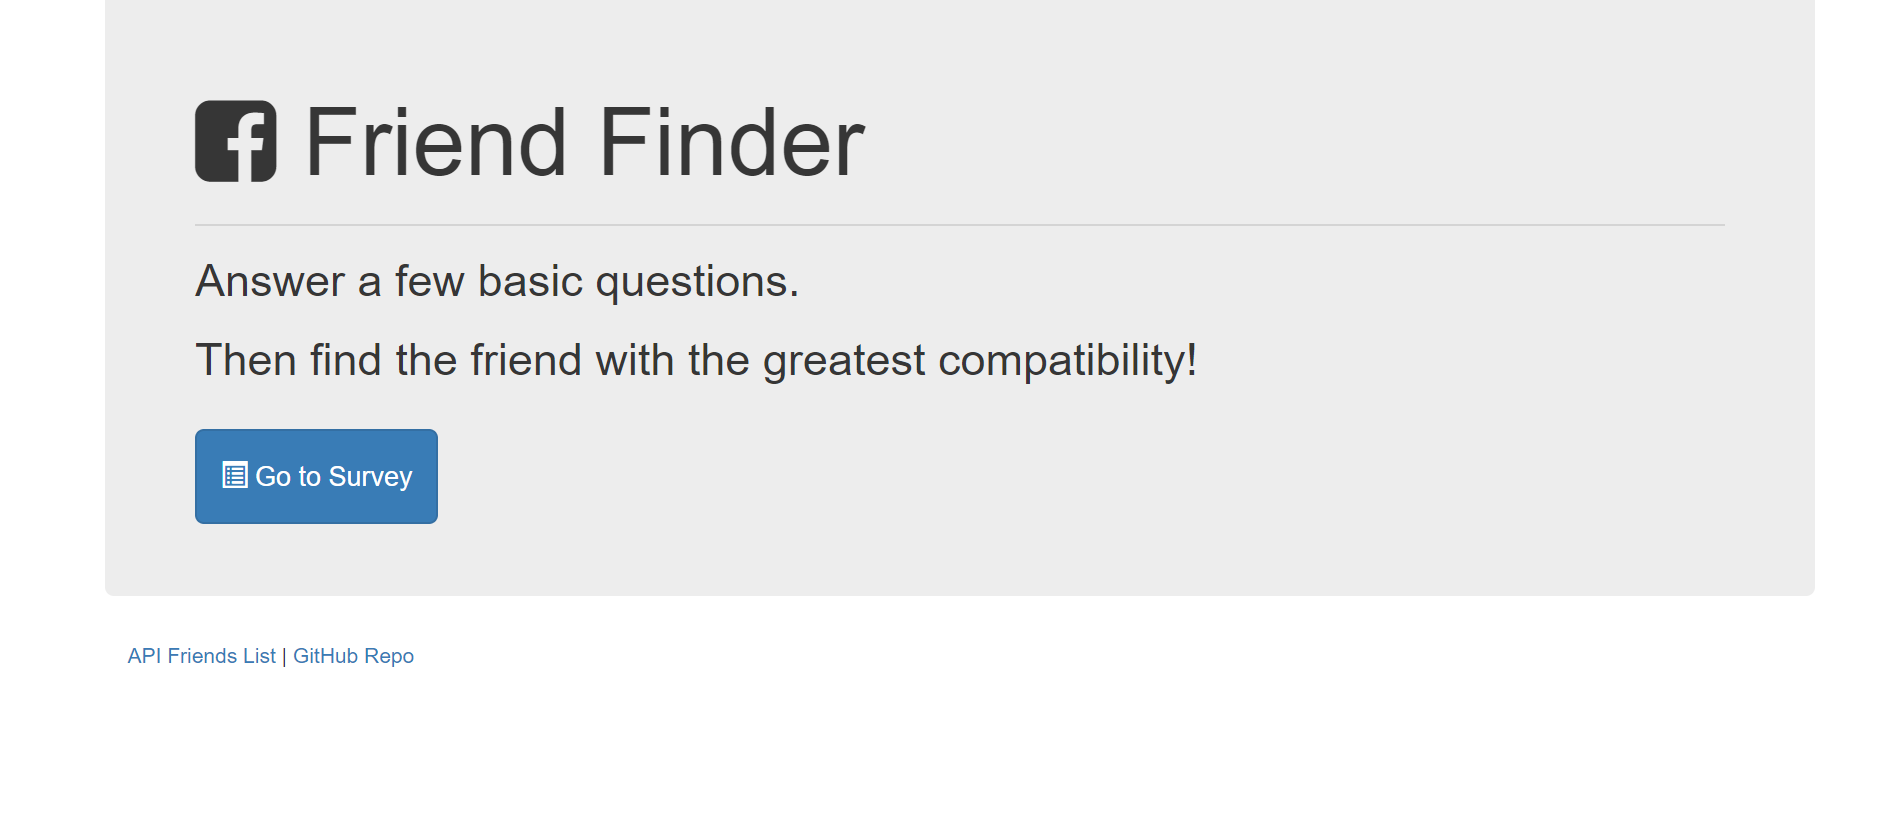 Friend Finder
Answer a few basic questions.
Then find the friend with the greatest compatibility!
Go to Survey
API Friends List | GitHub Repo